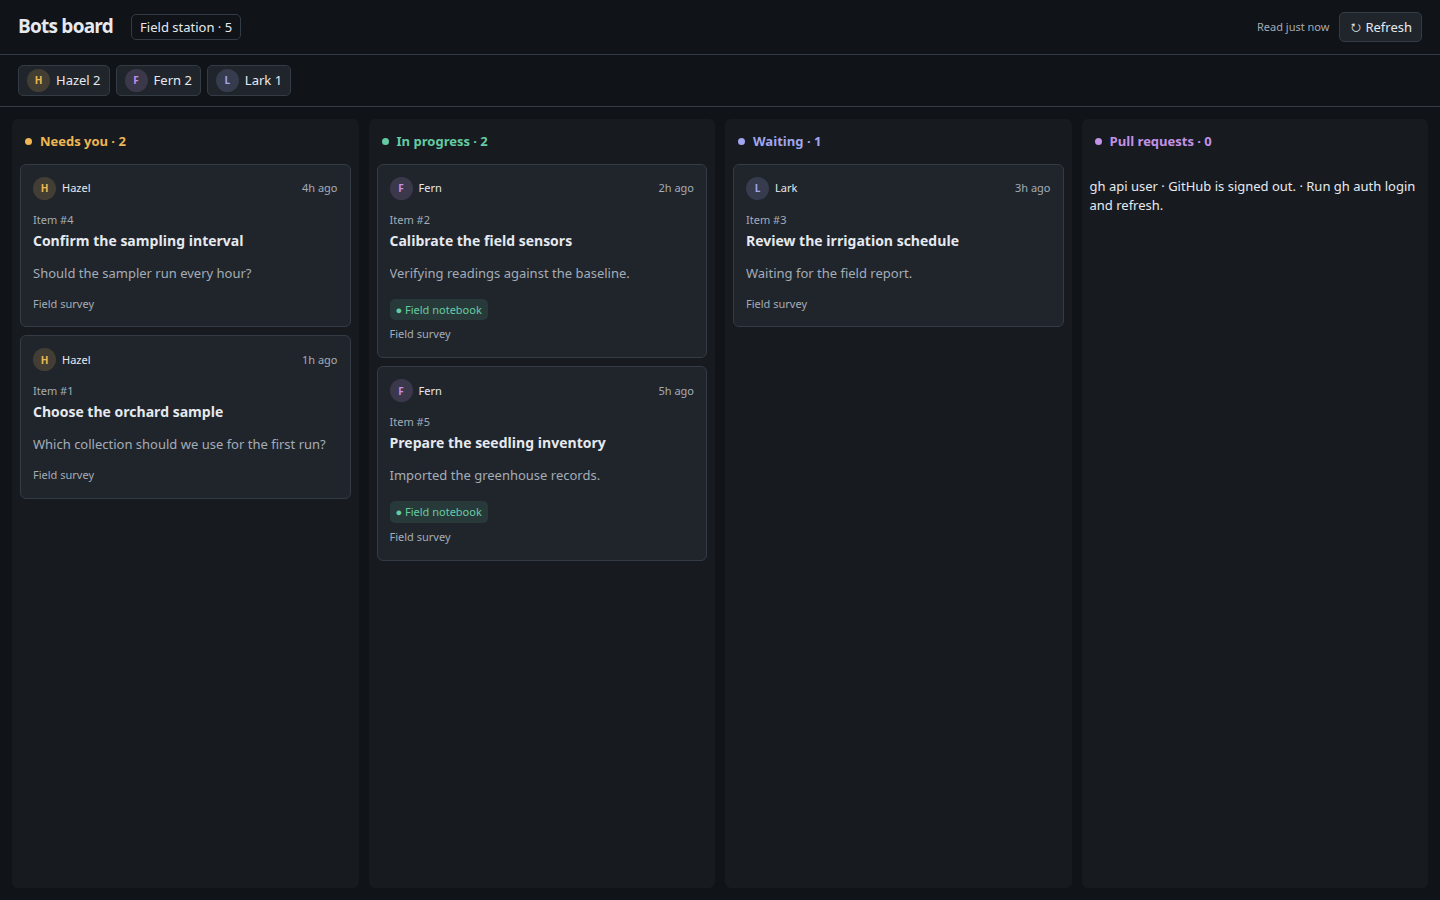 Bots board
Field station · 5
Read just now
↻ Refresh
H Hazel 2
F Fern 2
L Lark 1
Needs you · 2
H Hazel 4h ago
Item #4
Confirm the sampling interval
Should the sampler run every hour?
Field survey
H Hazel 1h ago
Item #1
Choose the orchard sample
Which collection should we use for the first run?
Field survey
In progress · 2
F Fern 2h ago
Item #2
Calibrate the field sensors
Verifying readings against the baseline.
Field notebook
Field survey
F Fern 5h ago
Item #5
Prepare the seedling inventory
Imported the greenhouse records.
Field notebook
Field survey
Waiting · 1
L Lark 3h ago
Item #3
Review the irrigation schedule
Waiting for the field report.
Field survey
Pull requests · 0
gh api user · GitHub is signed out. · Run gh auth login
and refresh.